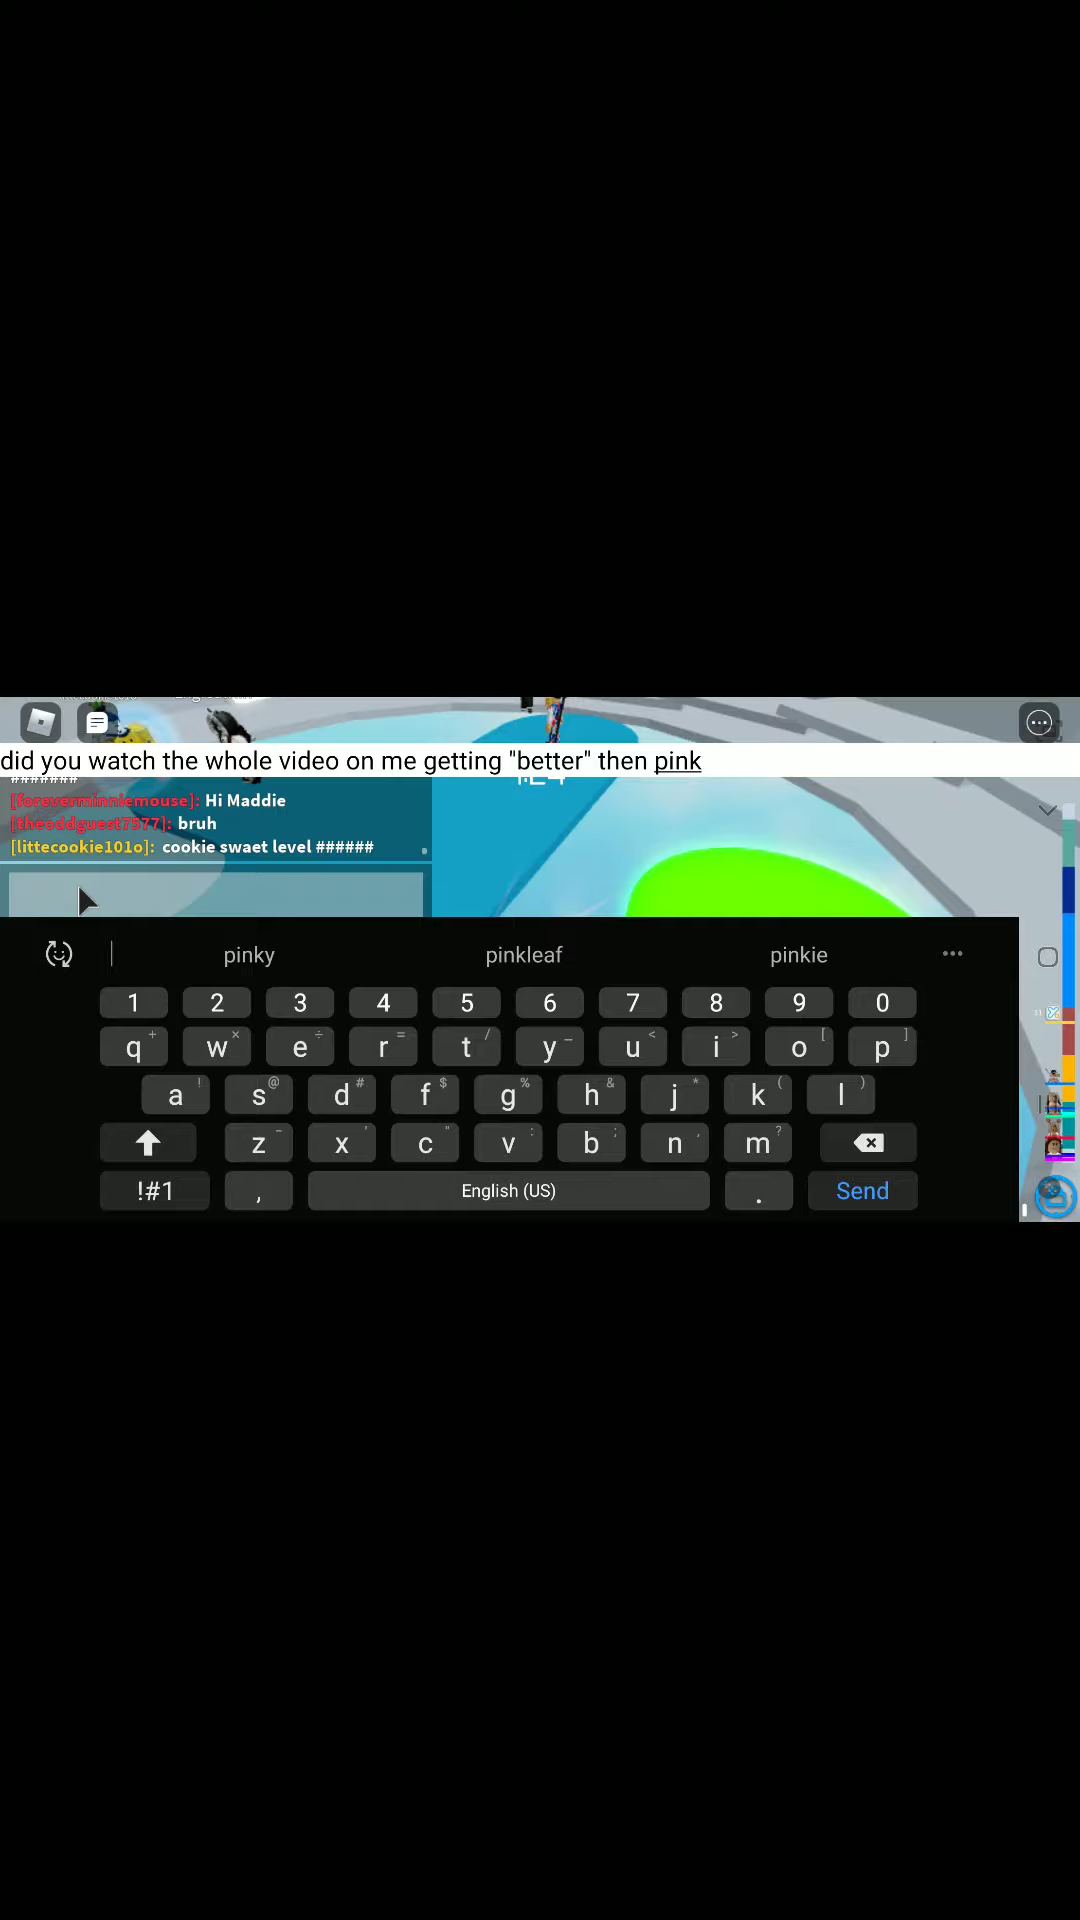 did you watch the whole video on me getting "better" then pink
#######
[foreverminniemouse]: Hi Maddie
[theoddguest7577]: bruh
[littecookie101o]: cookie swaet level ######
pinky pinkleaf pinkie
1 2 3 4 5 6 7 8 9 0
q + w × e ÷ r = t / y _ u < i > o [ p ]
a ! s @ d # f $ g % h & j * k ( l )
z - x ' c " v : b ; n , m ?
!#1 , English (US) . Send